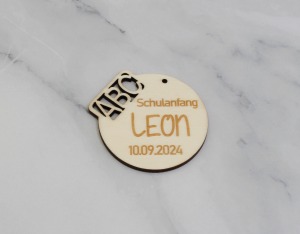 ABC
Schulanfang
LEON
10.09.2024